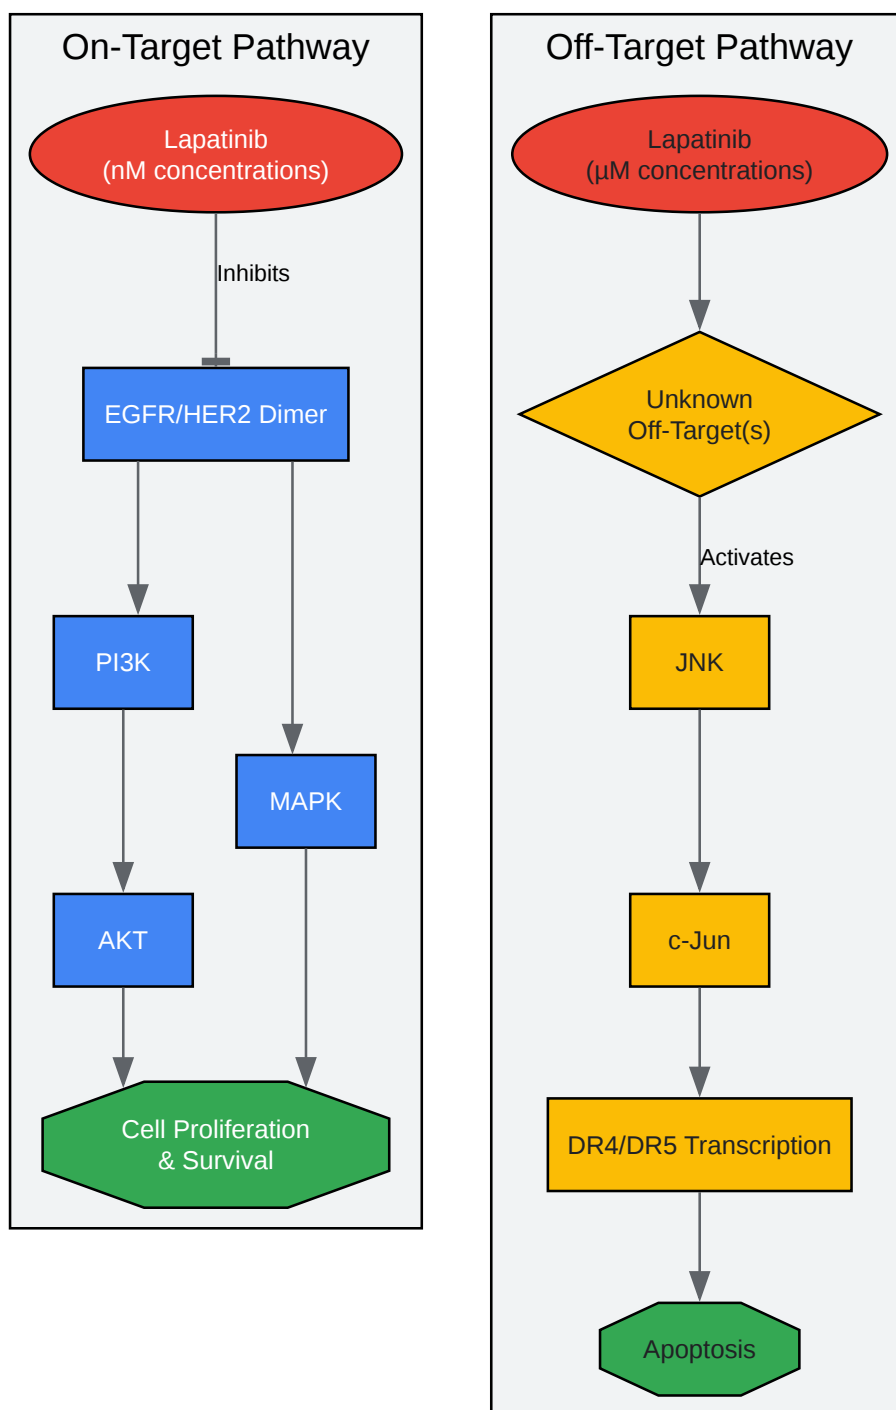 On-Target Pathway
Lapatinib
(nM concentrations)
Inhibits
EGFR/HER2 Dimer
PI3K
MAPK
AKT
Cell Proliferation
& Survival
Off-Target Pathway
Lapatinib
(µM concentrations)
Unknown
Off-Target(s)
Activates
JNK
c-Jun
DR4/DR5 Transcription
Apoptosis